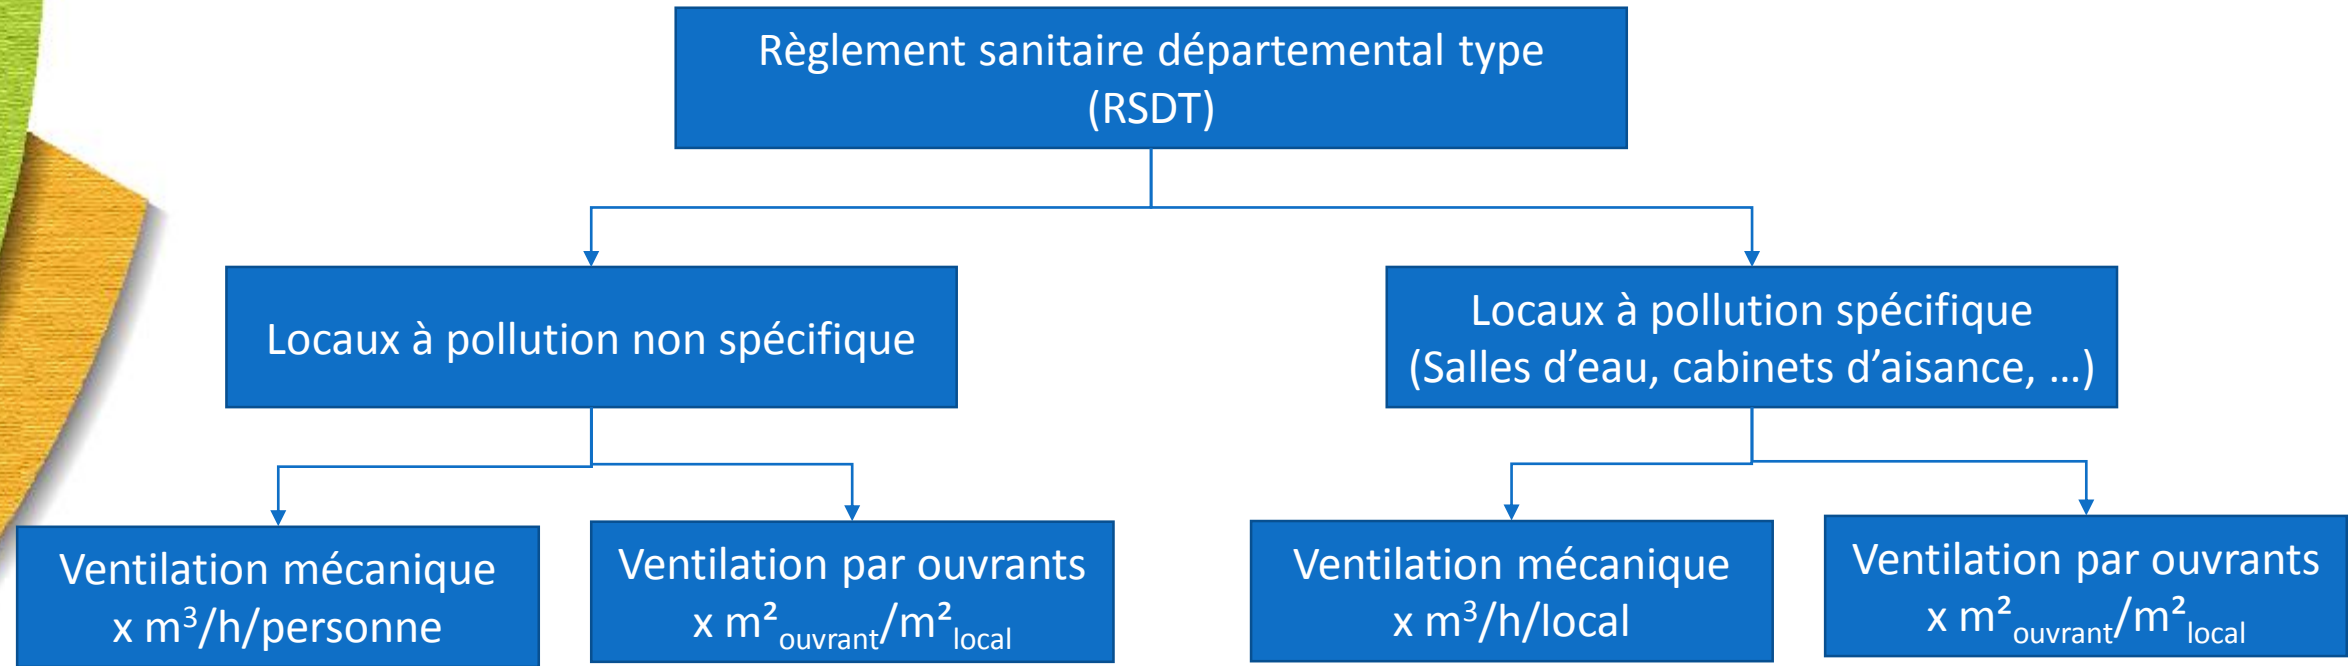 Règlement sanitaire départemental type
(RSDT)
Locaux à pollution non spécifique
Locaux à pollution spécifique
(Salles d’eau, cabinets d’aisance, …)
Ventilation mécanique
x m³/h/personne
Ventilation par ouvrants
x m²ouvrant/m²local
Ventilation mécanique
x m³/h/local
Ventilation par ouvrants
x m²ouvrant/m²local